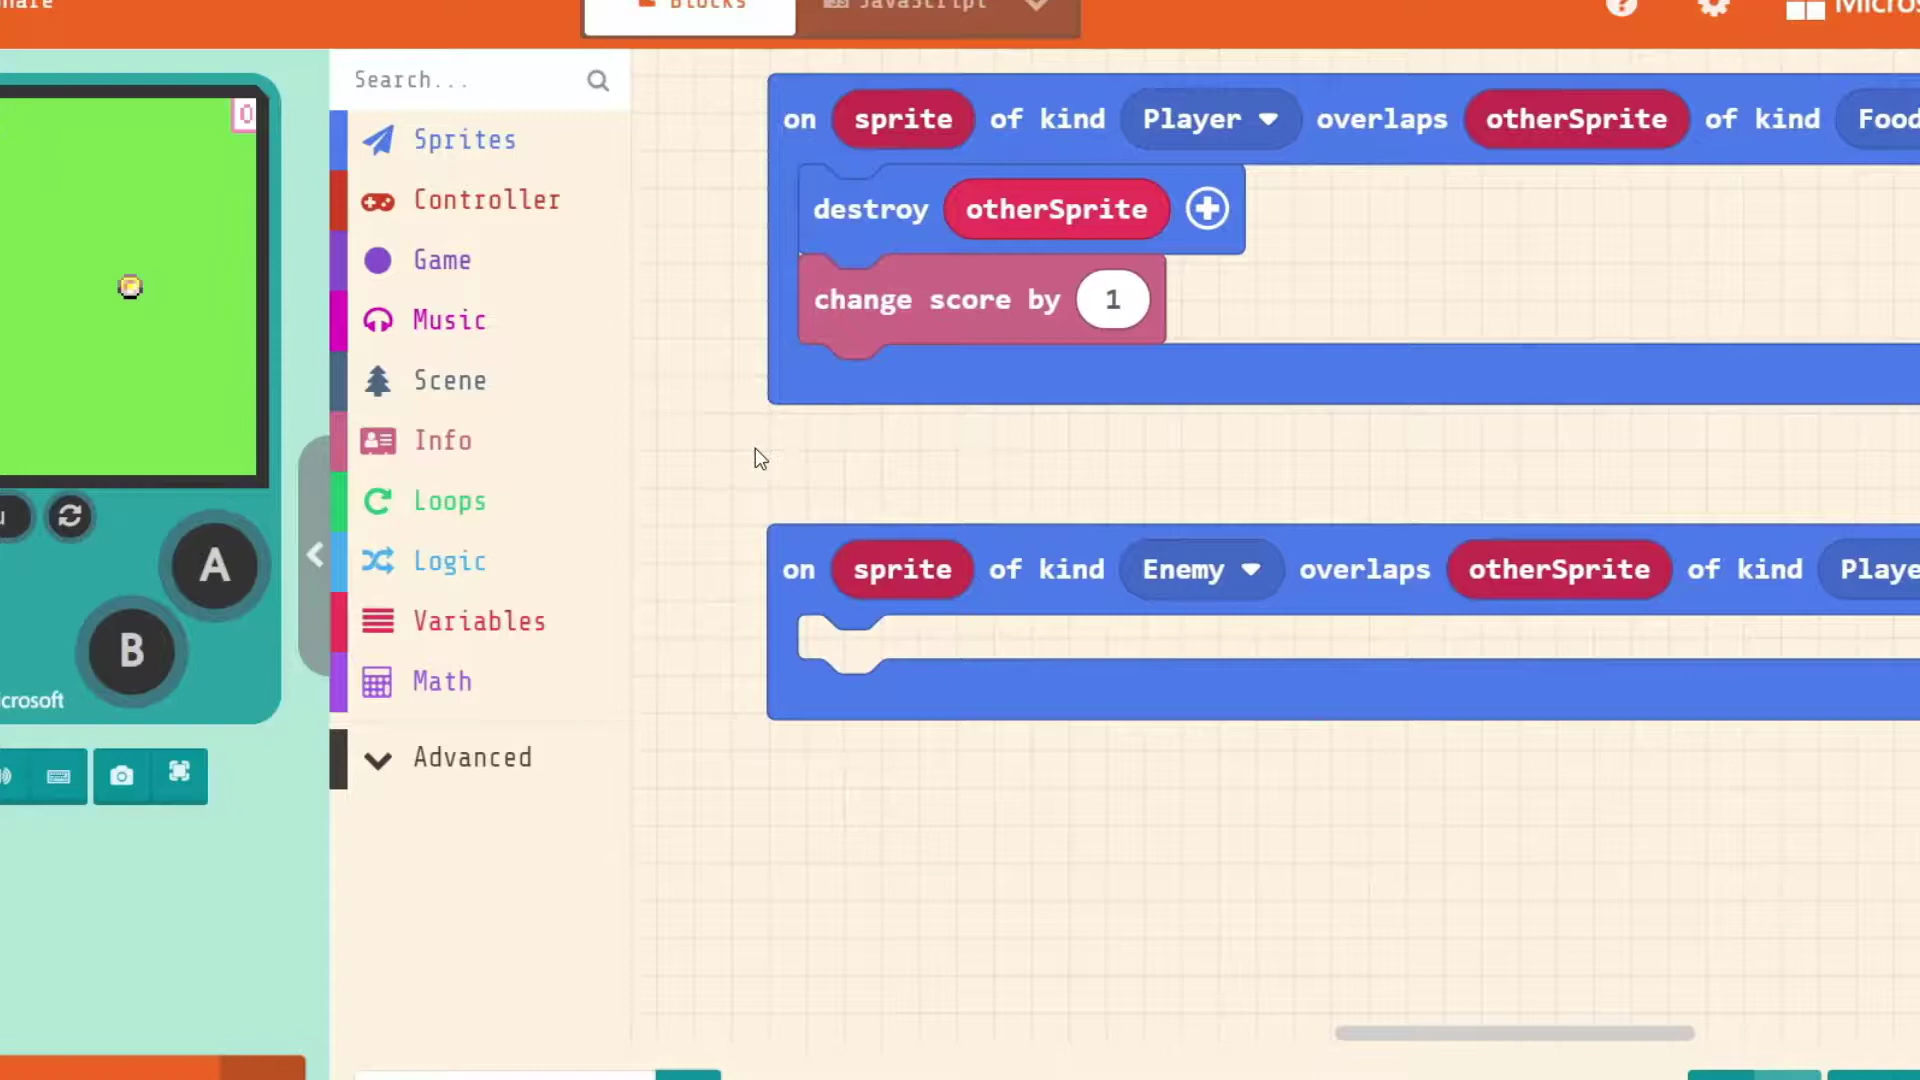 Blocks
JavaScript
0
Search...
Sprites
Controller
Game
Music
Scene
Info
Loops
Logic
Variables
Math
Advanced
A
B
on sprite of kind Player overlaps otherSprite of kind Food
destroy otherSprite
change score by 1
on sprite of kind Enemy overlaps otherSprite of kind Playe